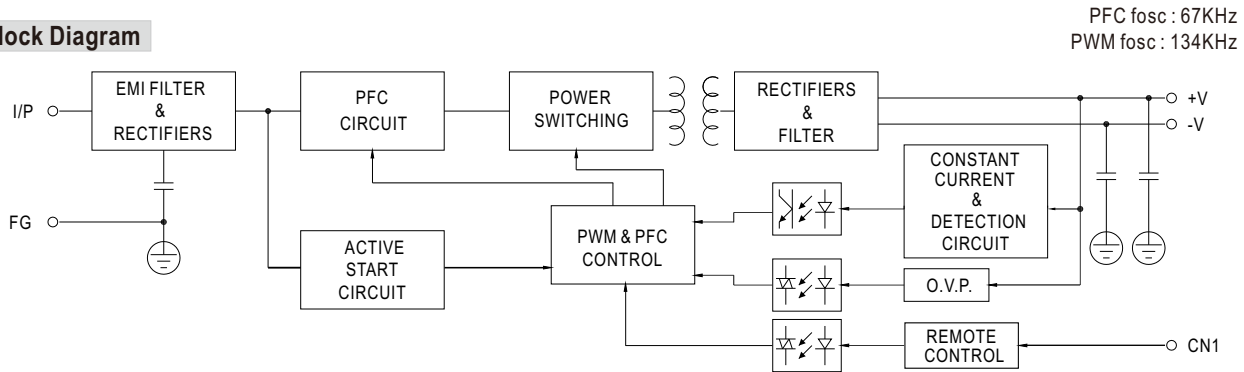 PFC fosc : 67KHz
lock Diagram
PWM fosc : 134KHz
I/P
EMI FILTER
&
RECTIFIERS
PFC
CIRCUIT
POWER
SWITCHING
RECTIFIERS
&
FILTER
+V
-V
CONSTANT
CURRENT
&
DETECTION
CIRCUIT
FG
ACTIVE
START
CIRCUIT
PWM & PFC
CONTROL
O.V.P.
REMOTE
CONTROL
CN1